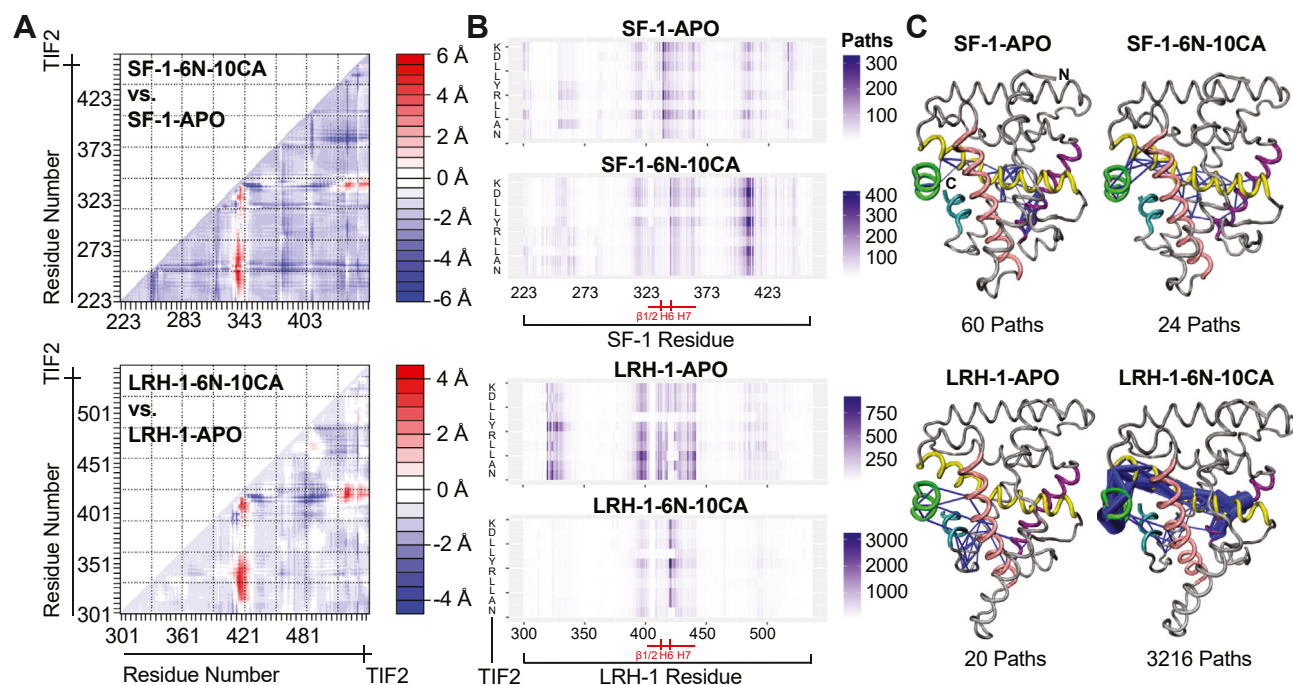 A
TIF2
SF-1-6N-10CA
vs.
SF-1-APO
423
373
323
273
223
Residue Number
223 283 343 403
6 Å
4 Å
2 Å
0 Å
-2 Å
-4 Å
-6 Å
TIF2
LRH-1-6N-10CA
vs.
LRH-1-APO
501
451
401
351
301
Residue Number
301 361 421 481
Residue Number
TIF2
4 Å
2 Å
0 Å
-2 Å
-4 Å
B
SF-1-APO
K
D
L
L
Y
R
L
L
A
N
Paths
300
200
100
SF-1-6N-10CA
K
D
L
L
Y
R
L
L
A
N
400
300
200
100
223 273 323 373 423
β1/2 H6 H7
SF-1 Residue
LRH-1-APO
K
D
L
L
Y
R
L
L
A
N
750
500
250
LRH-1-6N-10CA
K
D
L
L
Y
R
L
L
A
N
3000
2000
1000
300 350 400 450 500
β1/2 H6 H7
TIF2
LRH-1 Residue
C
SF-1-APO
N
C
60 Paths
SF-1-6N-10CA
24 Paths
LRH-1-APO
20 Paths
LRH-1-6N-10CA
3216 Paths